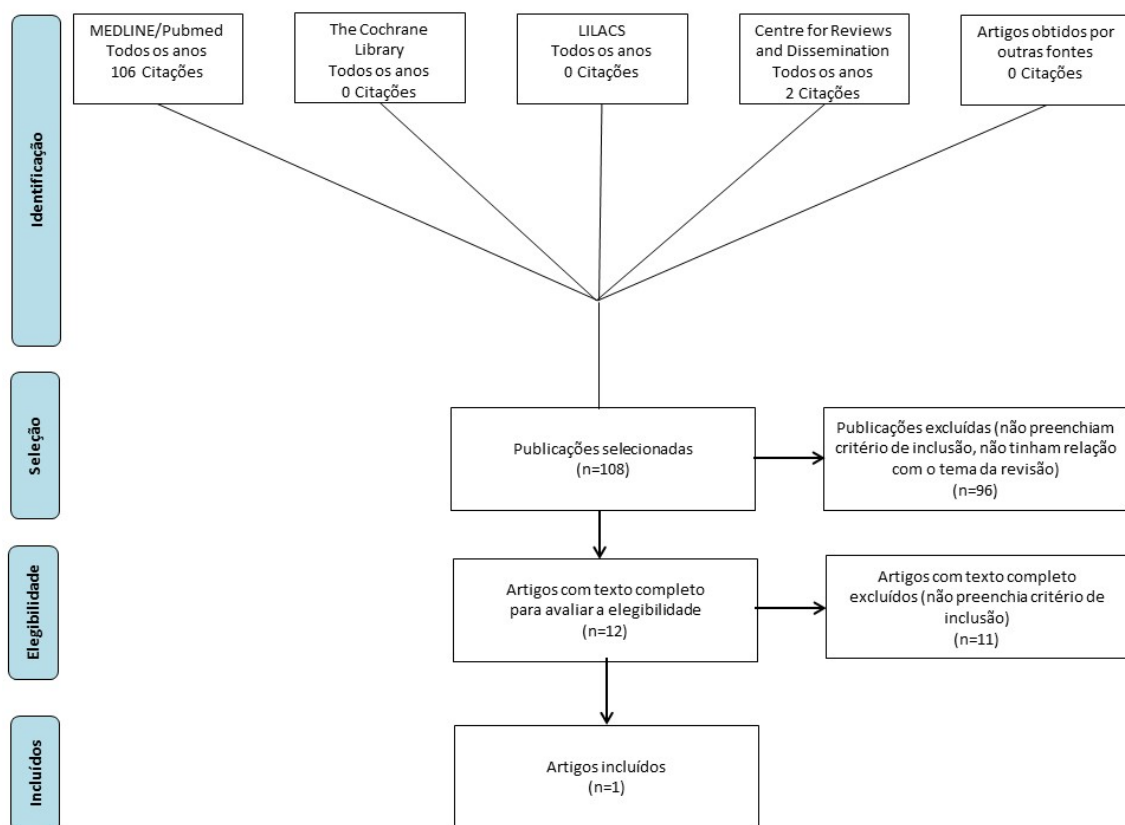 MEDLINE/Pubmed
Todos os anos
106 Citações
The Cochrane
Library
Todos os anos
0 Citações
LILACS
Todos os anos
0 Citações
Centre for Reviews
and Dissemination
Todos os anos
2 Citações
Artigos obtidos por
outras fontes
0 Citações
Identificação
Seleção
Publicações selecionadas
(n=108)
Publicações excluídas (não preenchiam
critério de inclusão, não tinham relação
com o tema da revisão)
(n=96)
Elegibilidade
Artigos com texto completo
para avaliar a elegibilidade
(n=12)
Artigos com texto completo
excluídos (não preenchia critério de
inclusão)
(n=11)
Incluídos
Artigos incluídos
(n=1)